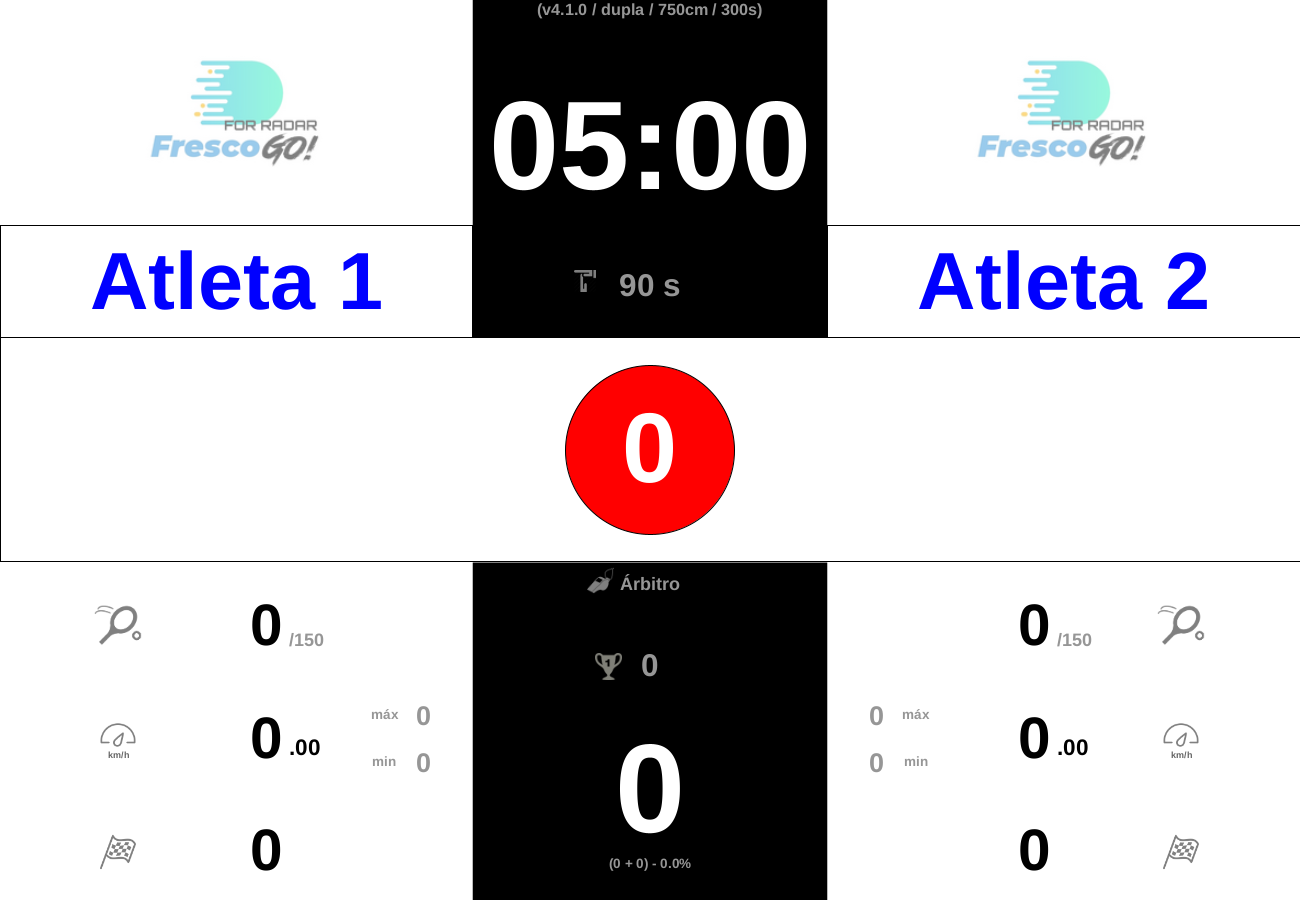 (v4.1.0 / dupla / 750cm / 300s)
FOR RADAR
FrescoGO!
05:00
FOR RADAR
FrescoGO!
Atleta 1
90 s
Atleta 2
0
Árbitro
0 /150
0 /150
0
máx 0
0 máx
0 .00
0 .00
km/h
km/h
min 0
0 min
0
0
0
(0 + 0) - 0.0%